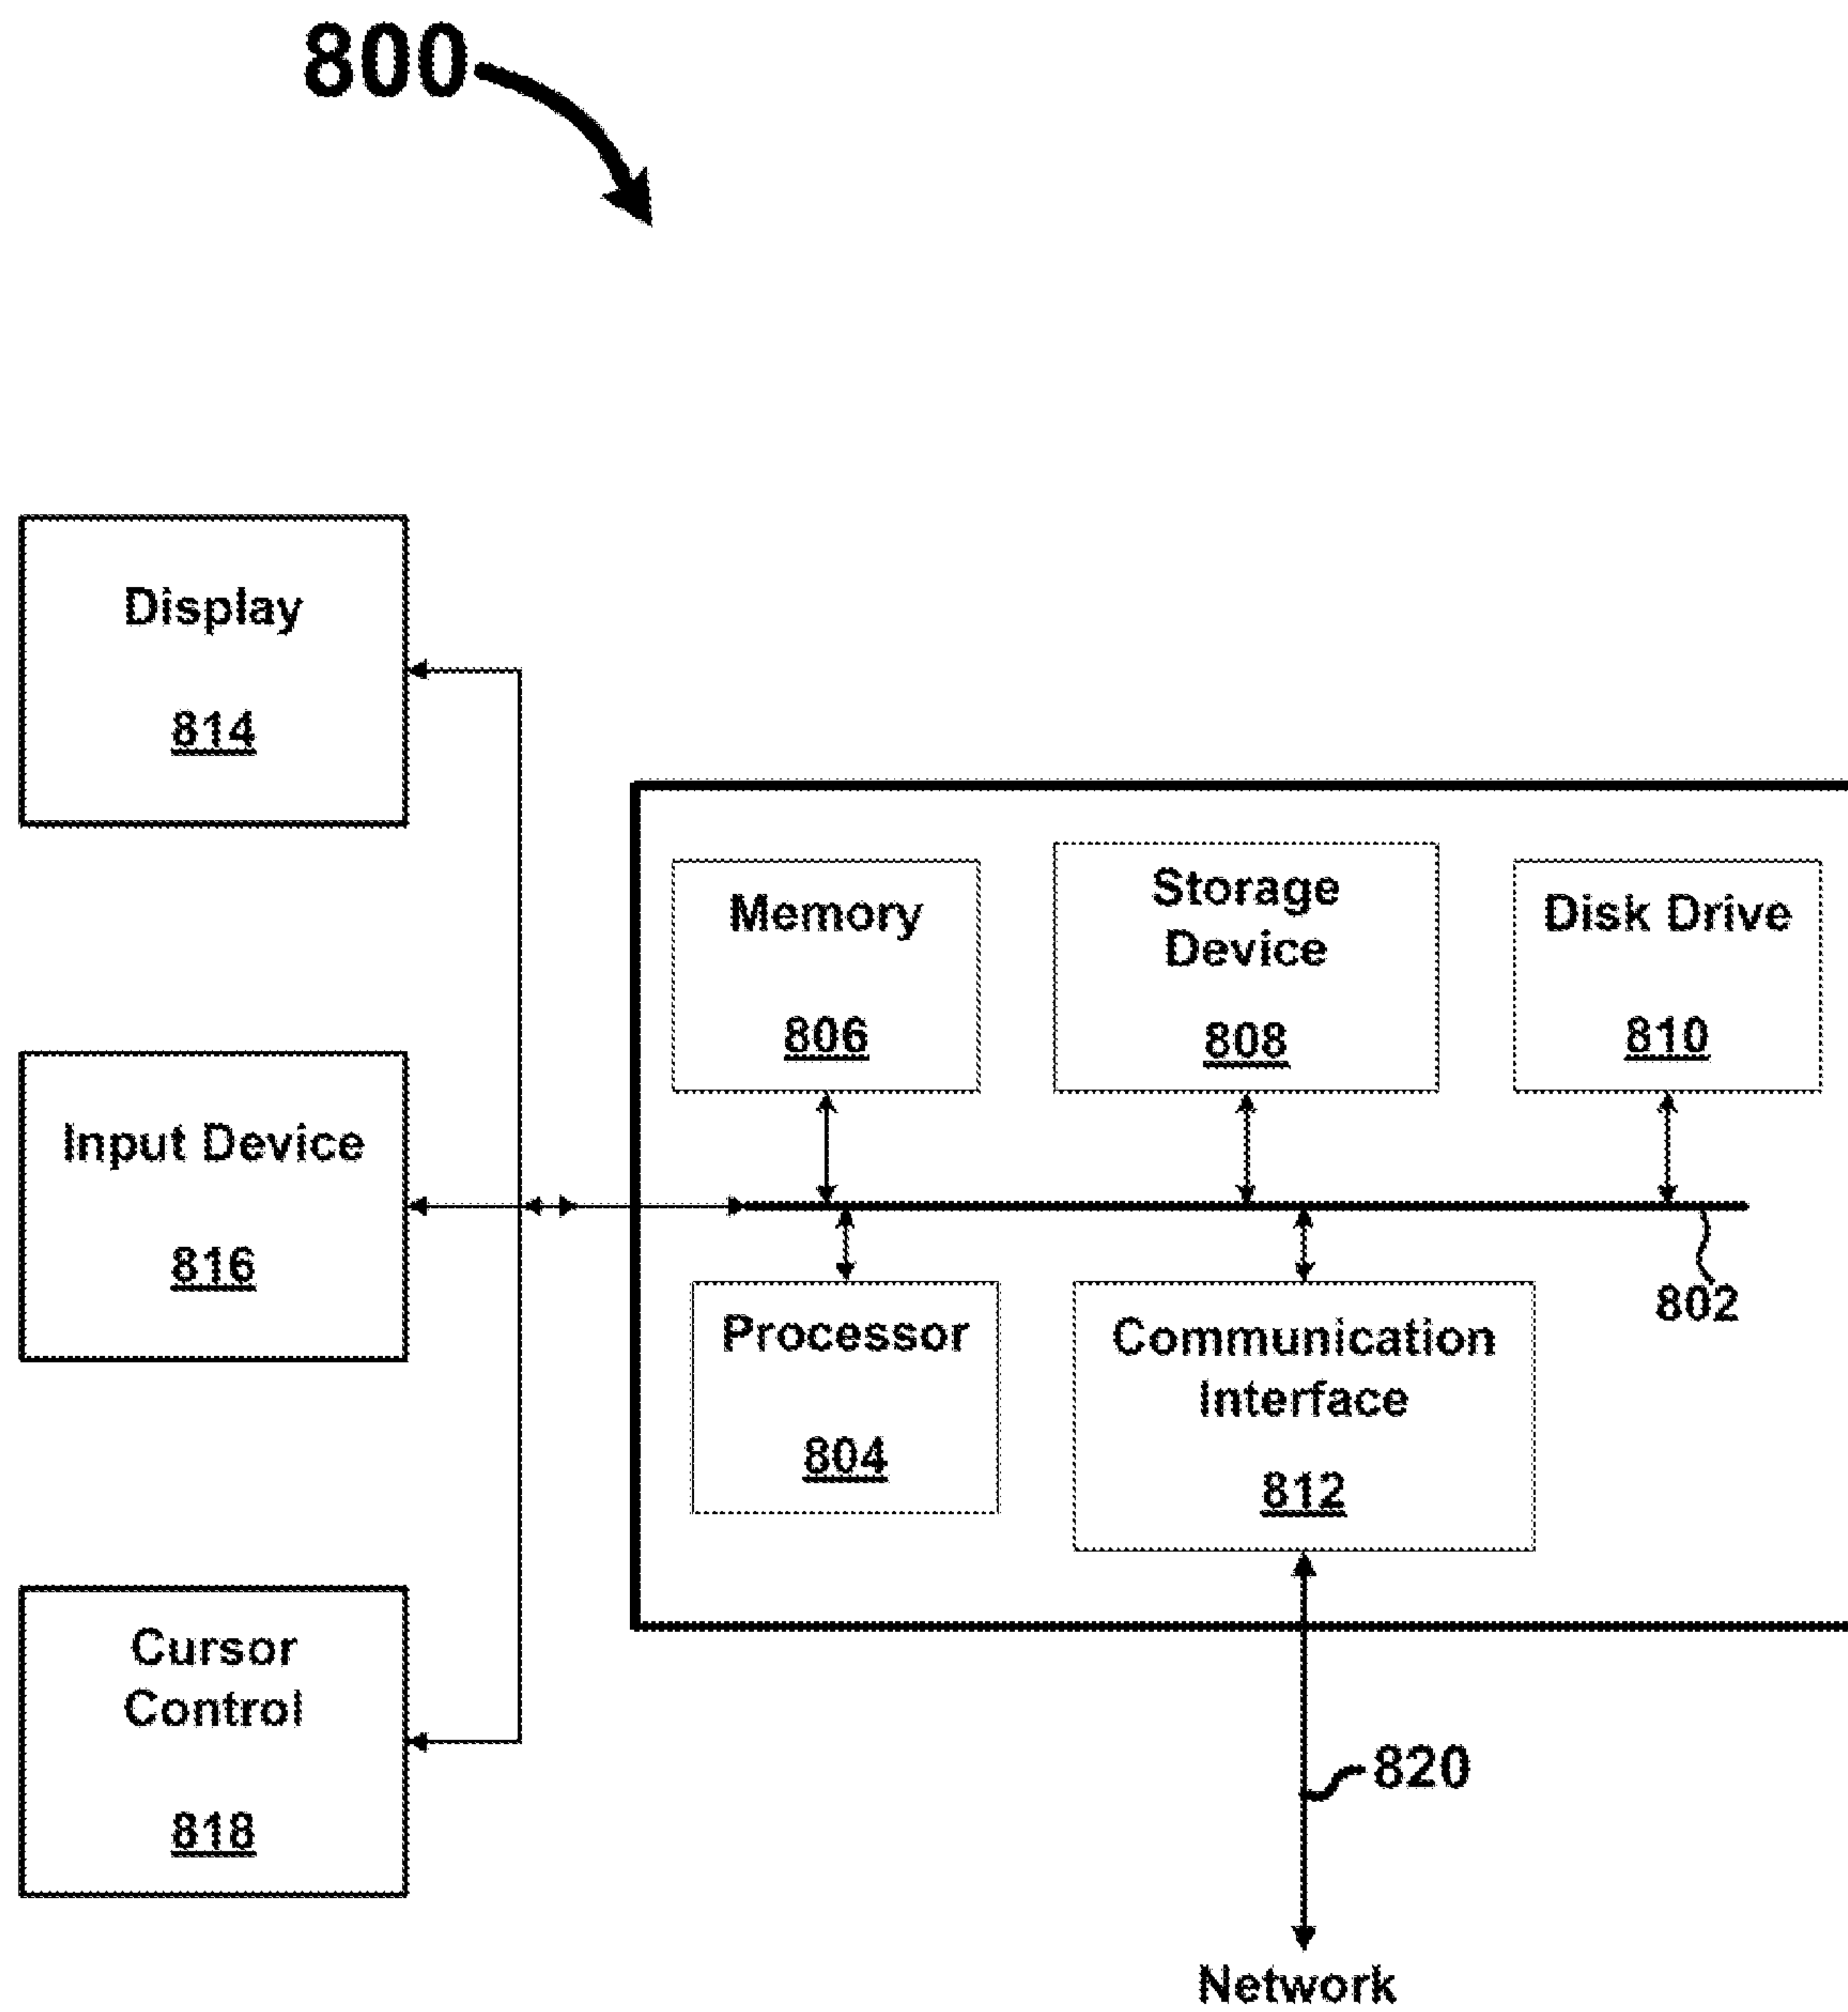 800
Display
814
Memory
806
Storage
Device
808
Disk Drive
810
Input Device
816
802
Processor
804
Communication
Interface
812
Cursor
Control
818
820
Network